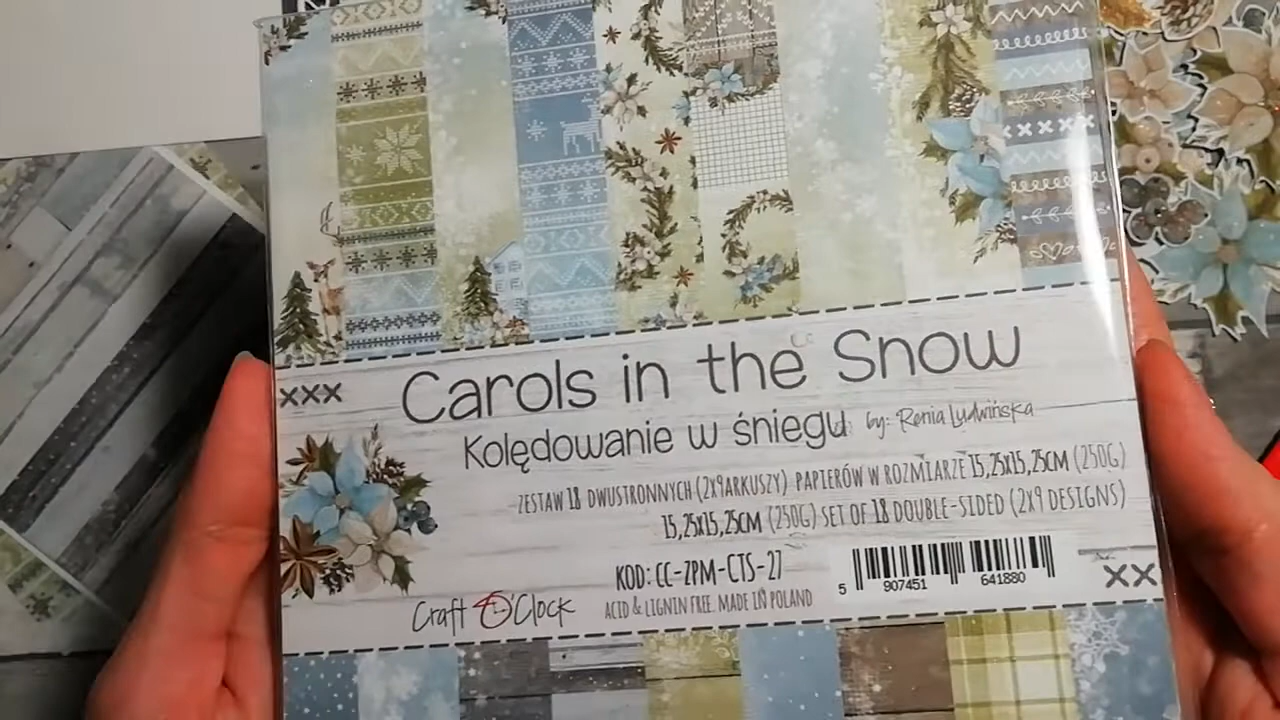 Carols in the Snow
xxx
Kolędowanie w śniegu by: Renia Ludwińska
ZESTAW 18 DWUSTRONNYCH (2X9ARKUSZY) PAPIERÓW W ROZMIARZE 15,25X15,25CM (250G)
15,25X15,25CM (250G) SET OF 18 DOUBLE-SIDED (2X9 DESIGNS)
KOD: CC-ZPM-CTS-27
ACID & LIGNIN FREE. MADE IN POLAND
Craft O'Clock
5 907451 641880
xx